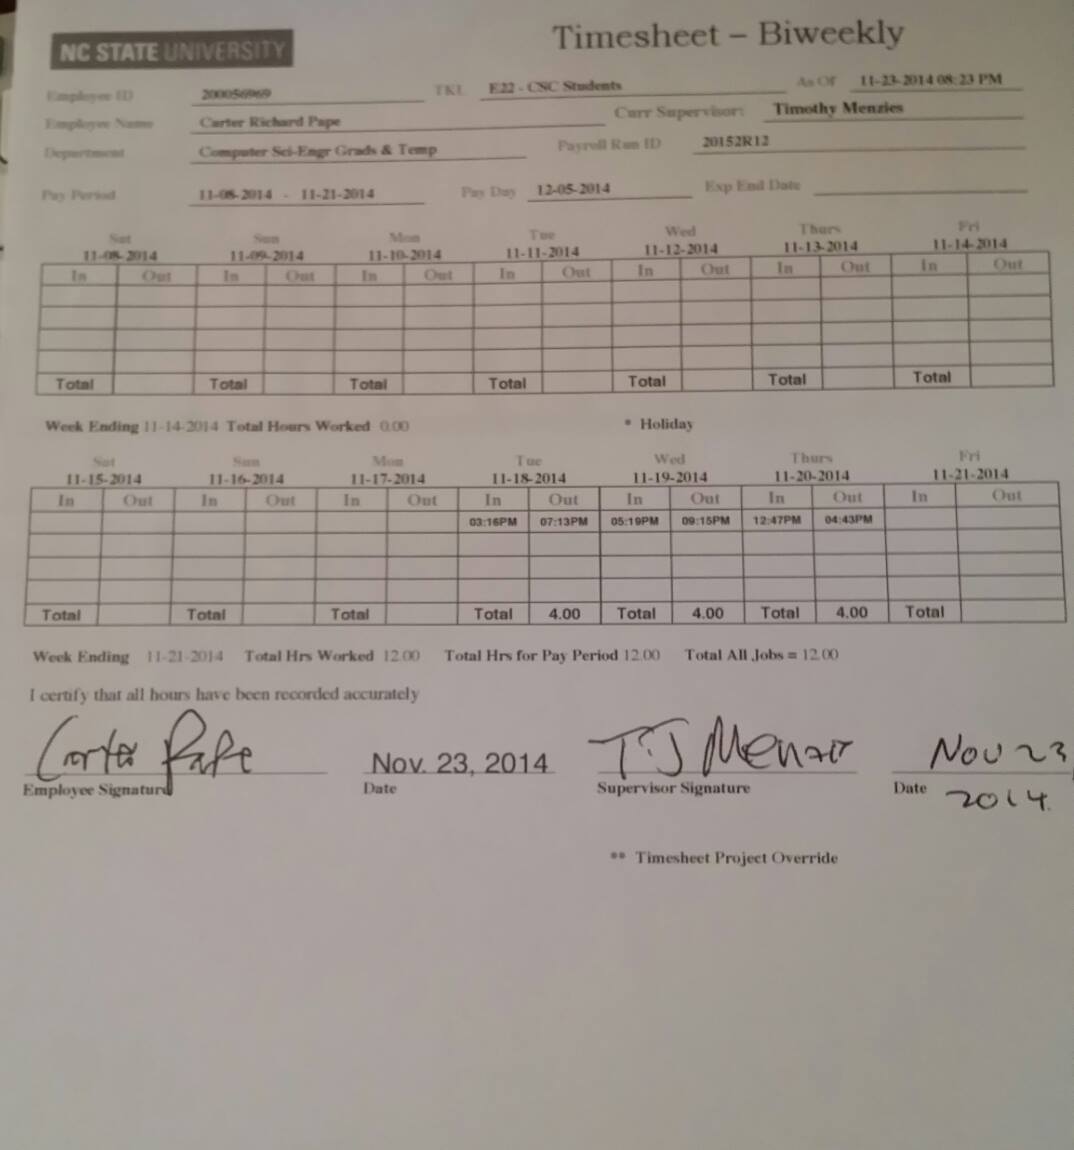 NC STATE UNIVERSITY
Timesheet – Biweekly
Employee ID 200056969 TKL E22 - CSC Students As Of 11-23-2014 08:23 PM
Employee Name Carter Richard Pape Curr Supervisor: Timothy Menzies
Department Computer Sci-Engr Grads & Temp Payroll Run ID 20152R12
Pay Period 11-08-2014 - 11-21-2014 Pay Day 12-05-2014 Exp End Date
Sat Sun Mon Tue Wed Thurs Fri
11-08-2014 11-09-2014 11-10-2014 11-11-2014 11-12-2014 11-13-2014 11-14-2014
In Out In Out In Out In Out In Out In Out In Out
Total Total Total Total Total Total Total
Week Ending 11-14-2014 Total Hours Worked 0.00 * Holiday
Sat Sun Mon Tue Wed Thurs Fri
11-15-2014 11-16-2014 11-17-2014 11-18-2014 11-19-2014 11-20-2014 11-21-2014
In Out In Out In Out In Out In Out In Out In Out
03:16PM 07:13PM 05:19PM 09:15PM 12:47PM 04:43PM
Total Total Total Total 4.00 Total 4.00 Total 4.00 Total
Week Ending 11-21-2014 Total Hrs Worked 12.00 Total Hrs for Pay Period 12.00 Total All Jobs = 12.00
I certify that all hours have been recorded accurately
Carter Pape Nov. 23, 2014 T.J Menzies Nov 23
Employee Signature Date Supervisor Signature Date 2014
** Timesheet Project Override